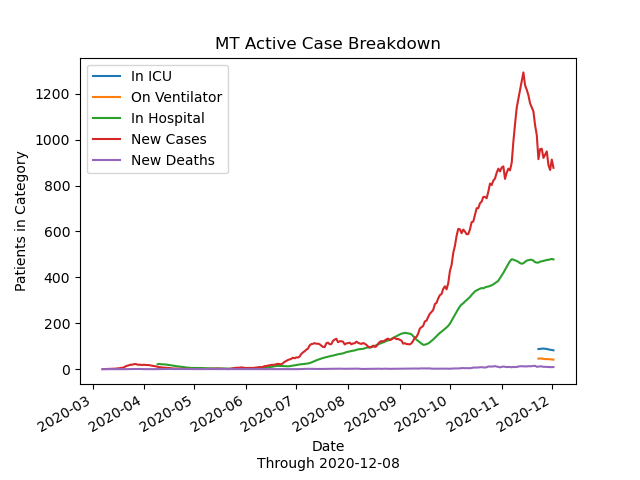 MT Active Case Breakdown
In ICU
On Ventilator
In Hospital
New Cases
New Deaths
Patients in Category
1200
1000
800
600
400
200
0
2020-03
2020-04
2020-05
2020-06
2020-07
2020-08
2020-09
2020-10
2020-11
2020-12
Date
Through 2020-12-08